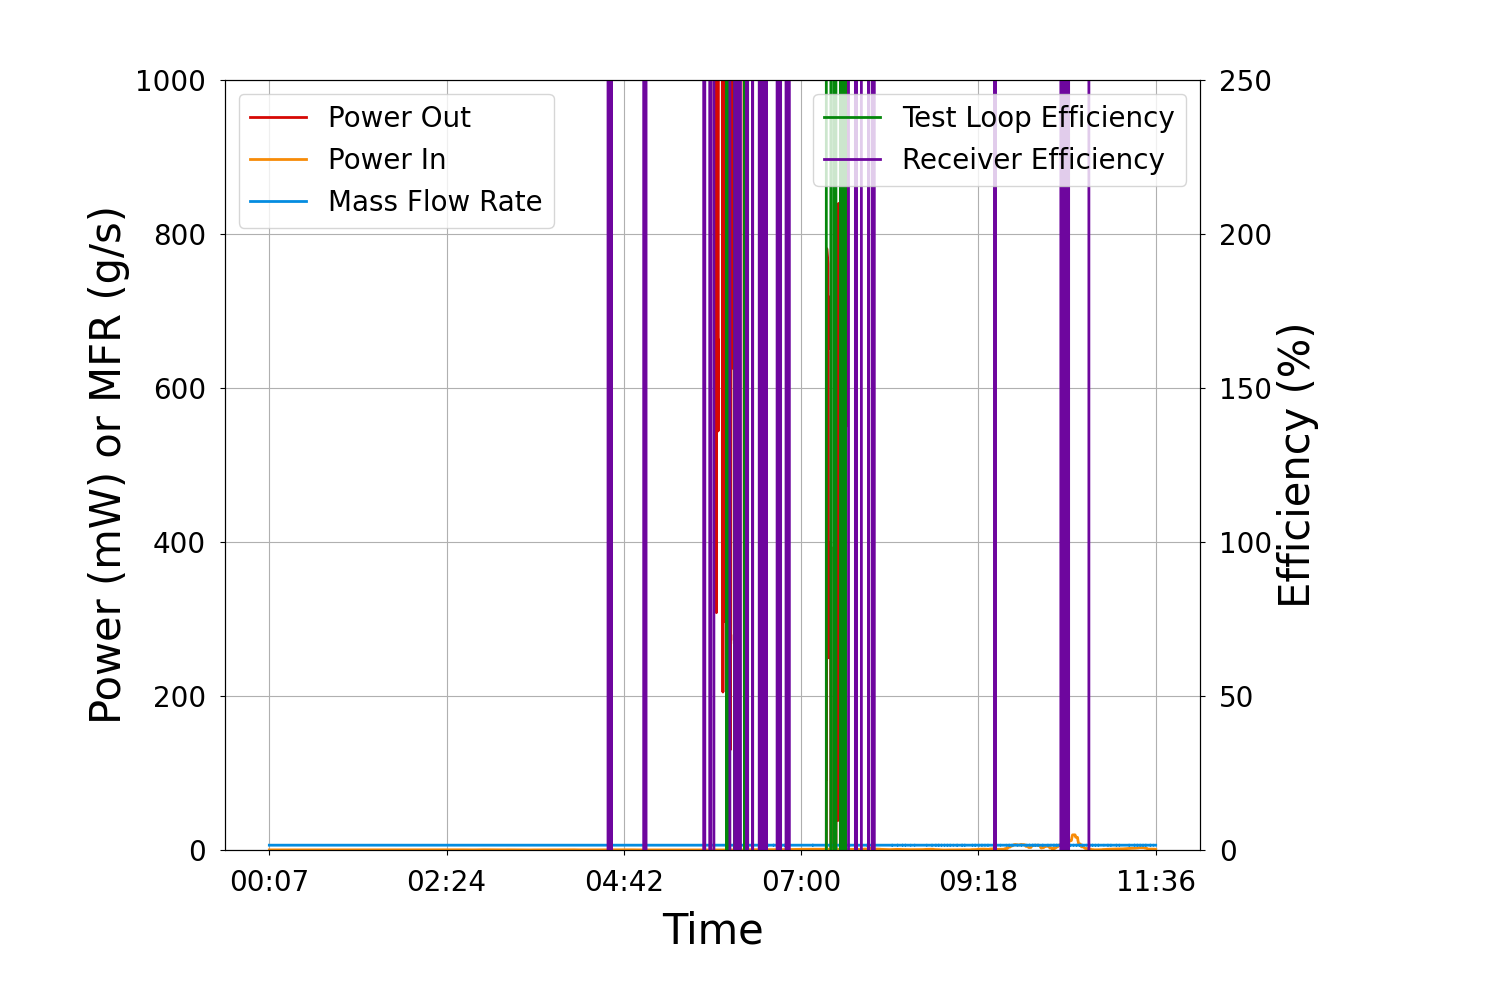 Power Out
Power In
Mass Flow Rate
Test Loop Efficiency
Receiver Efficiency
1000
800
600
400
200
0
250
200
150
100
50
0
Power (mW) or MFR (g/s)
Efficiency (%)
00:07 02:24 04:42 07:00 09:18 11:36
Time